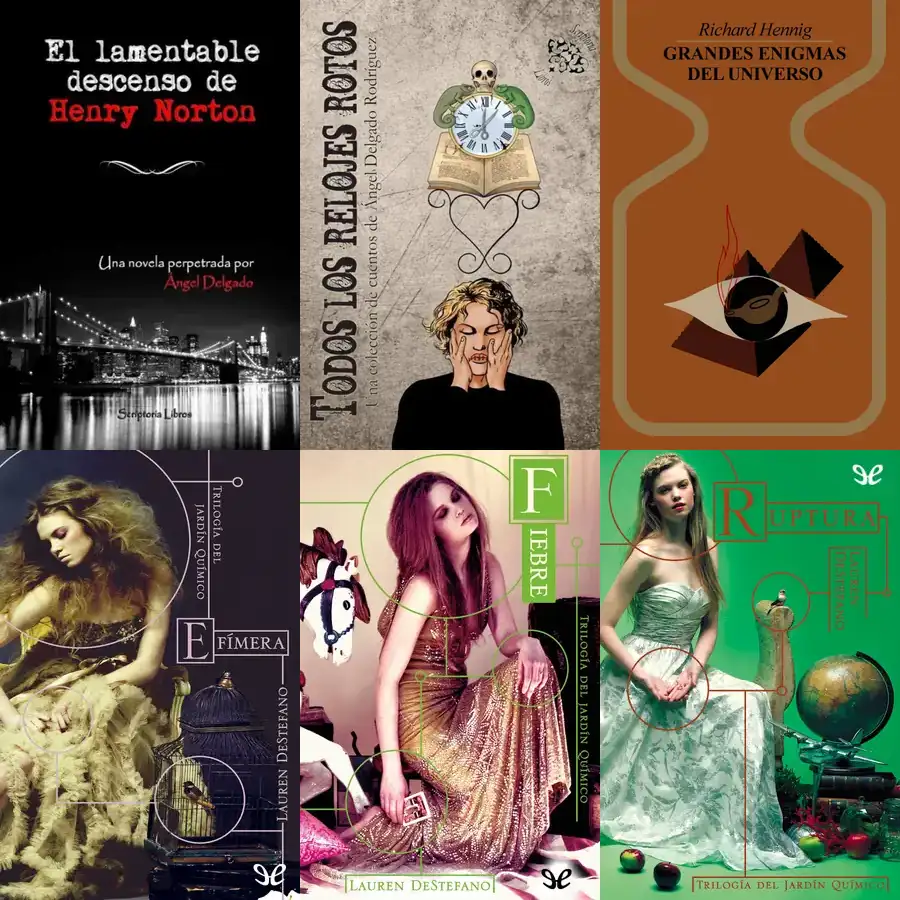 El lamentable
descenso de
Henry Norton
Una novela perpetrada por
Ángel Delgado
Scriptoria Libros
TODOS LOS RELOJES ROTOS
Una colección de cuentos de Ángel Delgado Rodríguez
Richard Hennig
GRANDES ENIGMAS
DEL UNIVERSO
TRILOGÍA DEL
JARDÍN QUÍMICO
EFÍMERA
LAUREN DESTEFANO
FIEBRE
TRILOGÍA DEL JARDÍN QUÍMICO
LAUREN DESTEFANO
RUPTURA
LAUREN
DESTEFANO
TRILOGÍA DEL JARDÍN QUÍMICO